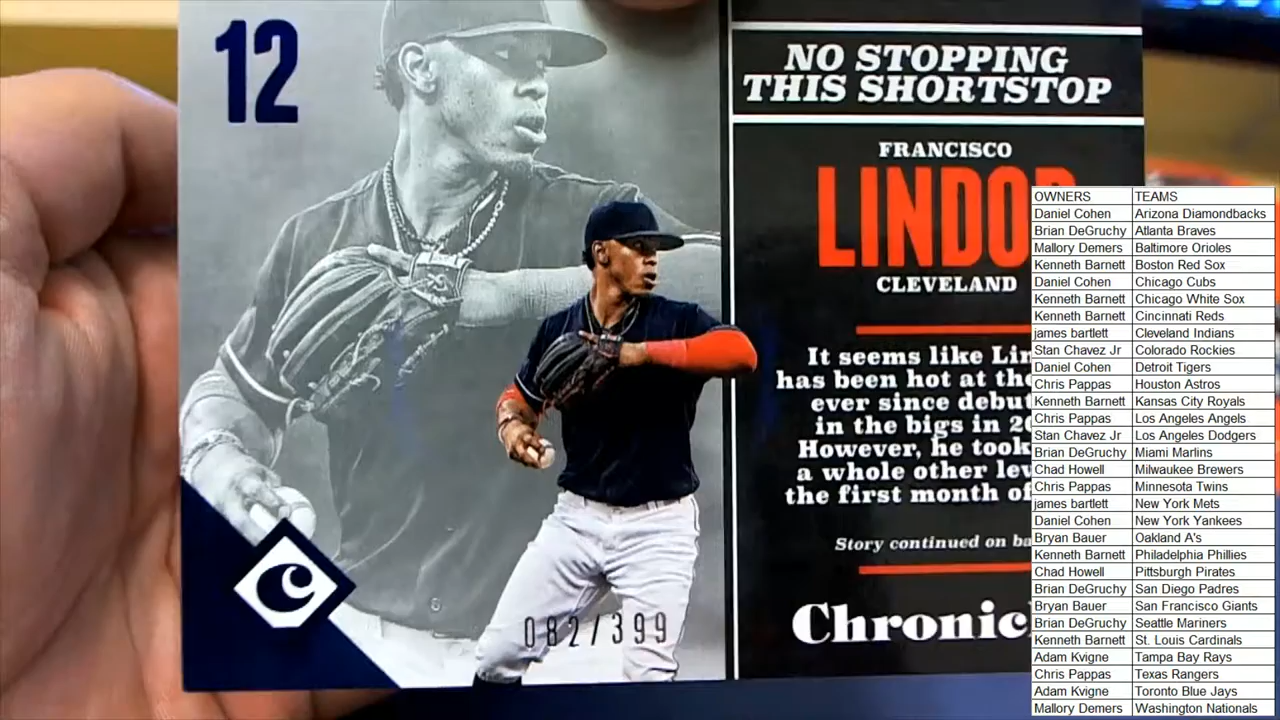 12
NO STOPPING
THIS SHORTSTOP
FRANCISCO
CLEVELAND
It seems like
has been hot at
ever since
in the bigs in
However, he took
a whole other
the first month of
Story continued on
082/399
C
OWNERS TEAMS
Daniel Cohen Arizona Diamondbacks
Brian DeGruchy Atlanta Braves
Mallory Demers Baltimore Orioles
Kenneth Barnett Boston Red Sox
Daniel Cohen Chicago Cubs
Kenneth Barnett Chicago White Sox
Kenneth Barnett Cincinnati Reds
james bartlett Cleveland Indians
Stan Chavez Jr Colorado Rockies
Daniel Cohen Detroit Tigers
Chris Pappas Houston Astros
Kenneth Barnett Kansas City Royals
Chris Pappas Los Angeles Angels
Stan Chavez Jr Los Angeles Dodgers
Brian DeGruchy Miami Marlins
Chad Howell Milwaukee Brewers
Chris Pappas Minnesota Twins
james bartlett New York Mets
Daniel Cohen New York Yankees
Bryan Bauer Oakland A's
Kenneth Barnett Philadelphia Phillies
Chad Howell Pittsburgh Pirates
Brian DeGruchy San Diego Padres
Bryan Bauer San Francisco Giants
Brian DeGruchy Seattle Mariners
Kenneth Barnett St. Louis Cardinals
Adam Kvigne Tampa Bay Rays
Chris Pappas Texas Rangers
Adam Kvigne Toronto Blue Jays
Mallory Demers Washington Nationals